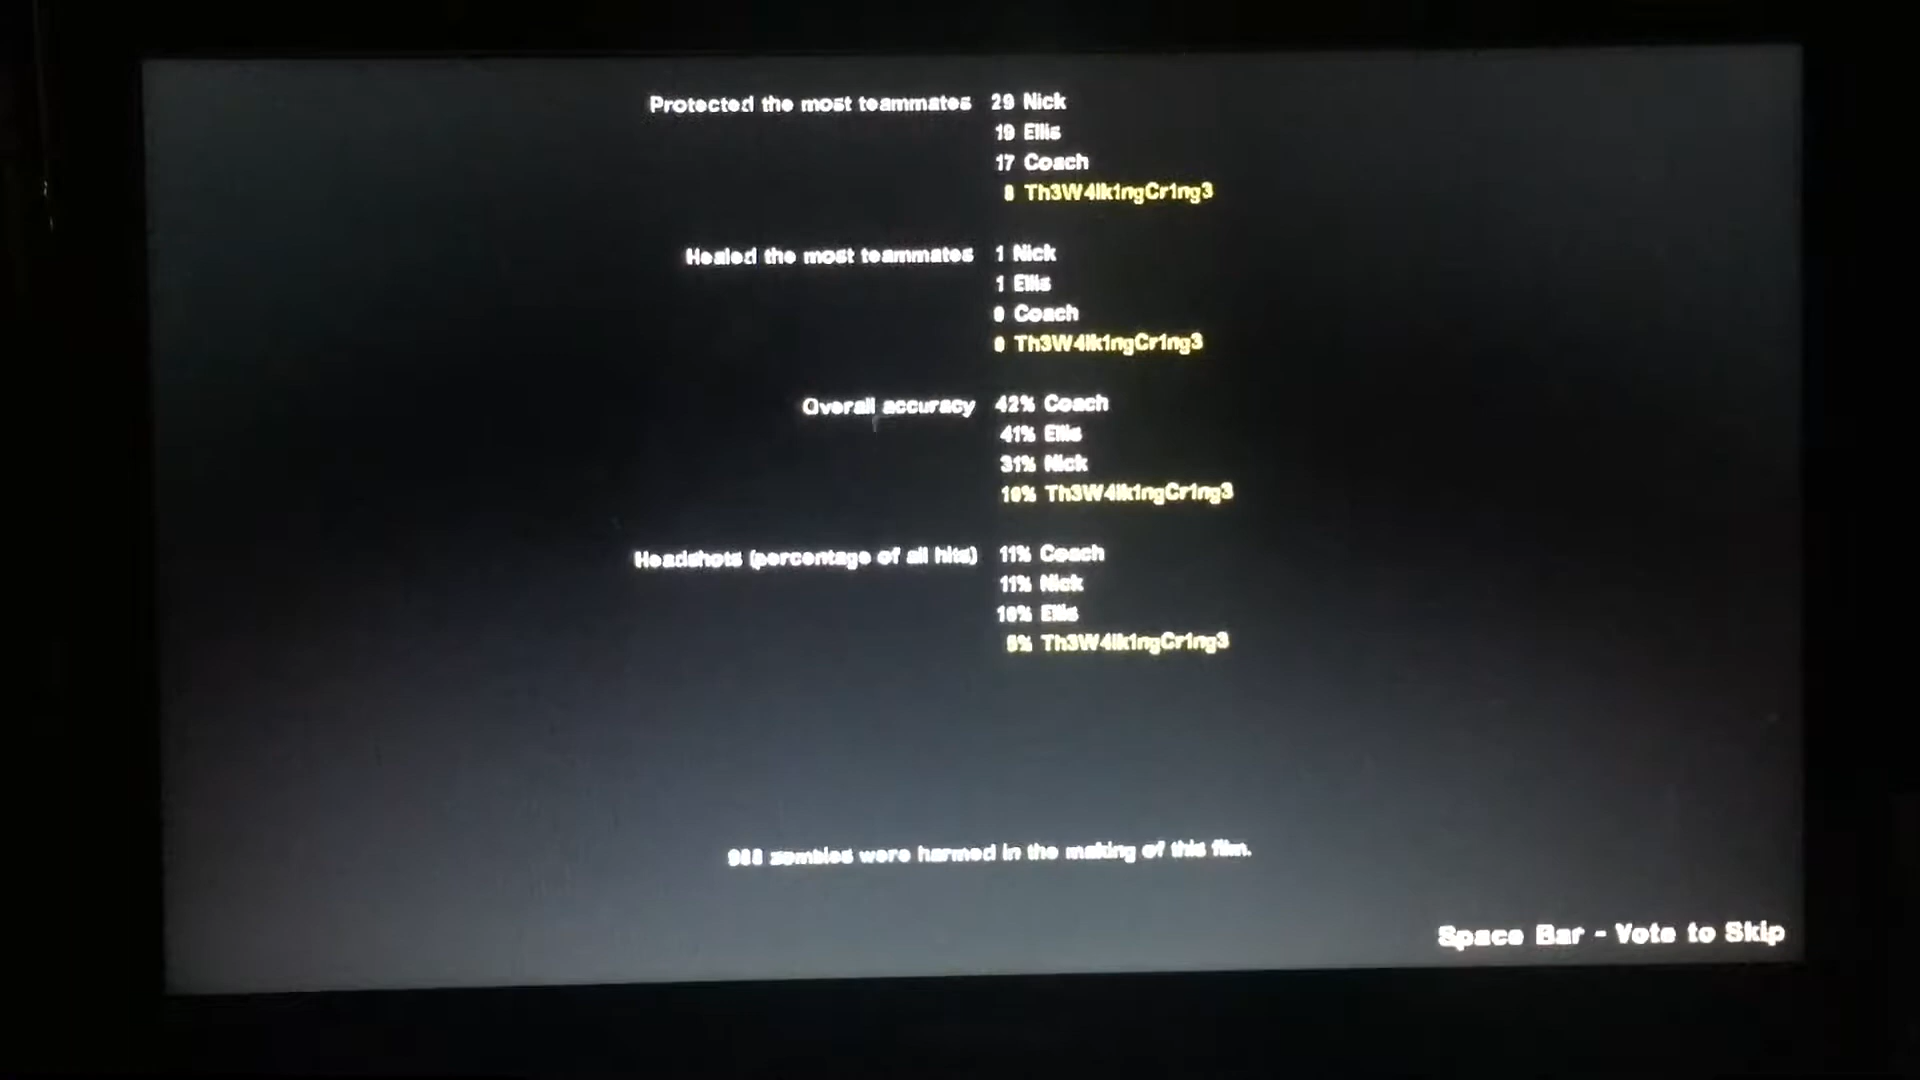 Protected the most teammates 29 Nick
19 Ellis
17 Coach
8 Th3W4lk1ngCr1ng3
Healed the most teammates 1 Nick
1 Ellis
0 Coach
0 Th3W4lk1ngCr1ng3
Overall accuracy 42% Coach
41% Ellis
31% Nick
Th3W4lk1ngCr1ng3
Headshots (percentage of all hits) 11% Coach
11% Nick
10% Ellis
Th3W4lk1ngCr1ng3
zombies were harmed in the making of this film.
Space Bar - Vote to Skip